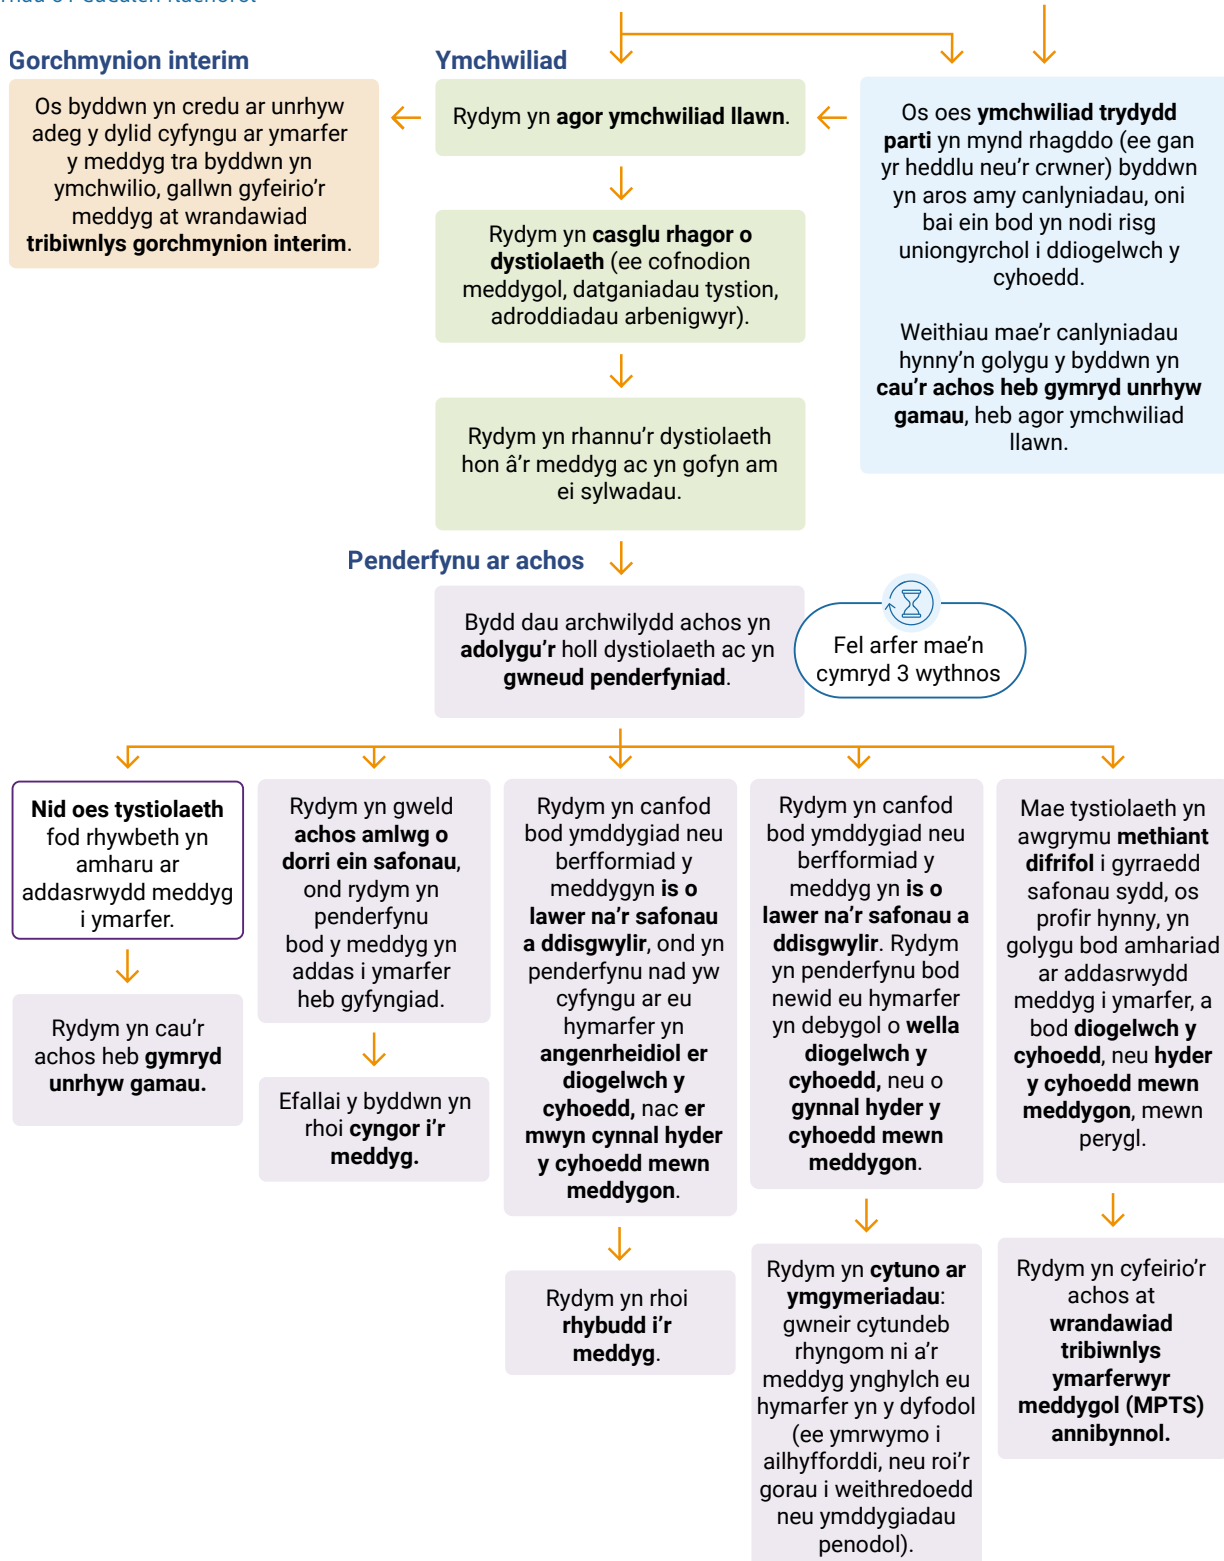 Gorchmynion interim
Os byddwn yn credu ar unrhyw
adeg y dylid cyfyngu ar ymarfer
y meddyg tra byddwn yn
ymchwilio, gallwn gyfeirio'r
meddyg at wrandawiad
tribiwnlys gorchmynion interim.
Ymchwiliad
Rydym yn agor ymchwiliad llawn.
Os oes ymchwiliad trydydd
parti yn mynd rhagddo (ee gan
yr heddlu neu'r crwner) byddwn
yn aros amy canlyniadau, oni
bai ein bod yn nodi risg
uniongyrchol i ddiogelwch y
cyhoedd.
Weithiau mae'r canlyniadau
hynny'n golygu y byddwn yn
cau'r achos heb gymryd unrhyw
gamau, heb agor ymchwiliad
llawn.
Rydym yn casglu rhagor o
dystiolaeth (ee cofnodion
meddygol, datganiadau tystion,
adroddiadau arbenigwyr).
Rydym yn rhannu'r dystiolaeth
hon â'r meddyg ac yn gofyn am
ei sylwadau.
Penderfynu ar achos
Bydd dau archwilydd achos yn
adolygu'r holl dystiolaeth ac yn
gwneud penderfyniad.
Fel arfer mae'n
cymryd 3 wythnos
Nid oes tystiolaeth
fod rhywbeth yn
amharu ar
addasrwydd meddyg
i ymarfer.
Rydym yn cau'r
achos heb gymryd
unrhyw gamau.
Rydym yn gweld
achos amlwg o
dorri ein safonau,
ond rydym yn
penderfynu
bod y meddyg yn
addas i ymarfer
heb gyfyngiad.
Efallai y byddwn yn
rhoi cyngor i'r
meddyg.
Rydym yn canfod
bod ymddygiad neu
berfformiad y
meddygyn is o
lawer na'r safonau
a ddisgwylir, ond yn
penderfynu nad yw
cyfyngu ar eu
hymarfer yn
angenrheidiol er
diogelwch y
cyhoedd, nac er
mwyn cynnal hyder
y cyhoedd mewn
meddygon.
Rydym yn rhoi
rhybudd i'r
meddyg.
Rydym yn canfod
bod ymddygiad neu
berfformiad y
meddyg yn is o
lawer na'r safonau a
ddisgwylir. Rydym
yn penderfynu bod
newid eu hymarfer
yn debygol o wella
diogelwch y
cyhoedd, neu o
gynnal hyder y
cyhoedd mewn
meddygon.
Rydym yn cytuno ar
ymgymeriadau:
gwneir cytundeb
rhyngom ni a'r
meddyg ynghylch eu
hymarfer yn y dyfodol
(ee ymrwymo i
ailhyfforddi, neu roi'r
gorau i weithredoedd
neu ymddygiadau
penodol).
Mae tystiolaeth yn
awgrymu methiant
difrifol i gyrraedd
safonau sydd, os
profir hynny, yn
golygu bod amhariad
ar addasrwydd
meddyg i ymarfer, a
bod diogelwch y
cyhoedd, neu hyder
y cyhoedd mewn
meddygon, mewn
perygl.
Rydym yn cyfeirio'r
achos at
wrandawiad
tribiwnlys
ymarferwyr
meddygol (MPTS)
annibynnol.